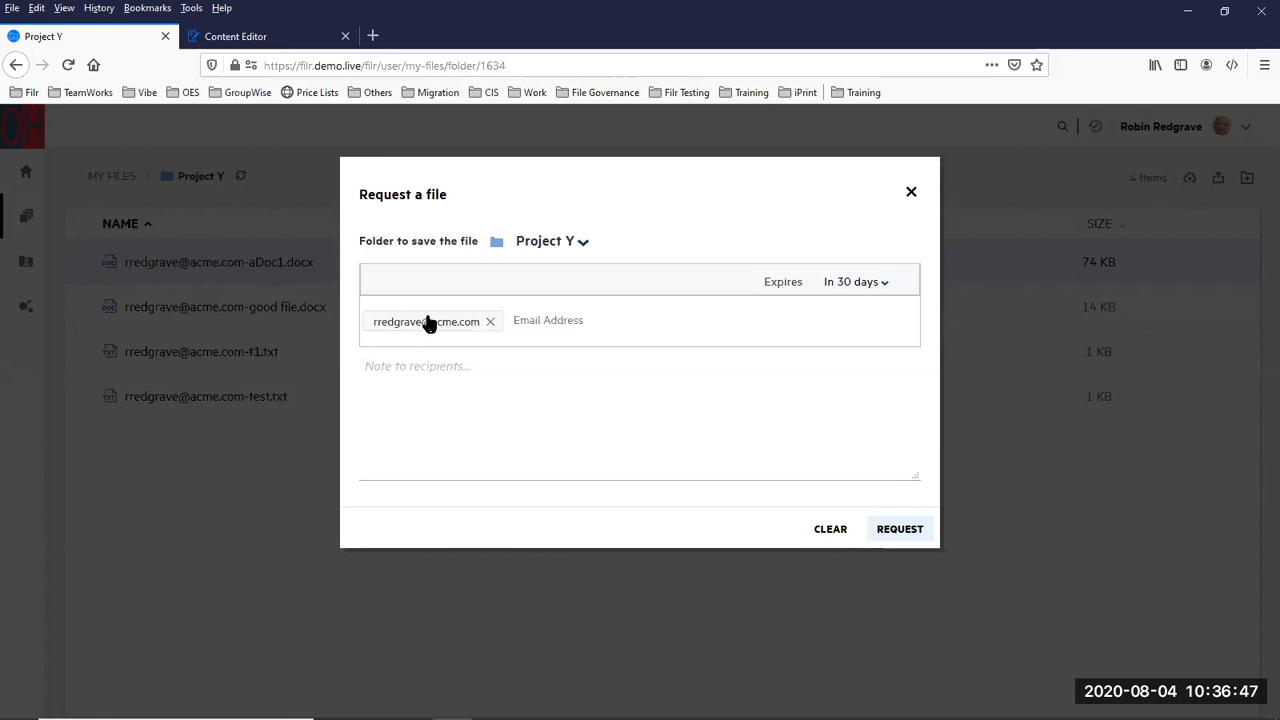 File Edit View History Bookmarks Tools Help
Project Y
Content Editor
https://filr.demo.live/filr/user/my-files/folder/1634
Filr TeamWorks Vibe OES GroupWise Price Lists Others Migration CIS Work File Governance Filr Testing Training iPrint Training
OH
Robin Redgrave
MY FILES Project Y
4 Items
NAME SIZE
rredgrave@acme.com-aDoc1.docx 74 KB
rredgrave@acme.com-good file.docx 14 KB
rredgrave@acme.com-t1.txt 1 KB
rredgrave@acme.com-test.txt 1 KB
Request a file
Folder to save the file Project Y
Expires In 30 days
rredgrave@acme.com Email Address
Note to recipients...
CLEAR REQUEST
2020-08-04 10:36:47